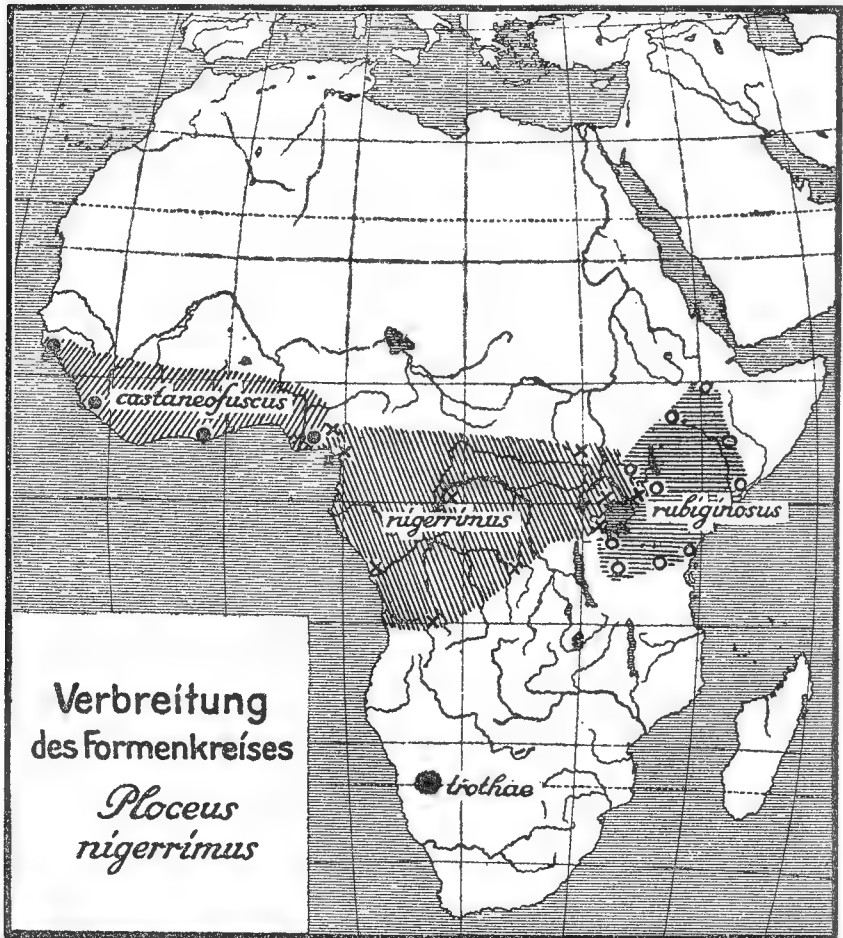 castaneofuscus
nigerrimus
rubiginosus
trothae
Verbreitung
des Formenkreises
Ploceus
nigerrimus